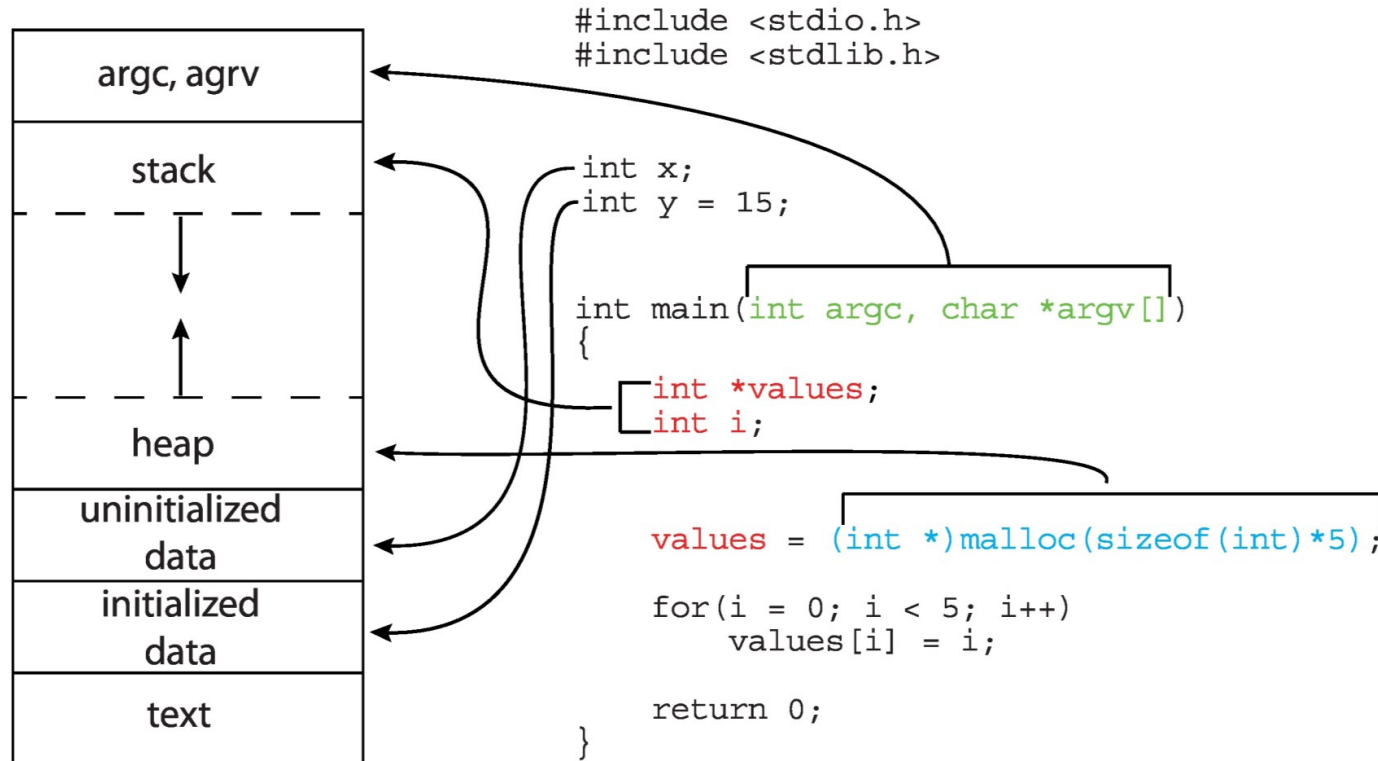 argc, agrv
stack
heap
uninitialized
data
initialized
data
text
#include <stdio.h>
#include <stdlib.h>
int x;
int y = 15;
int main(int argc, char *argv[])
{
int *values;
int i;
values = (int *)malloc(sizeof(int)*5);
for(i = 0; i < 5; i++)
values[i] = i;
return 0;
}